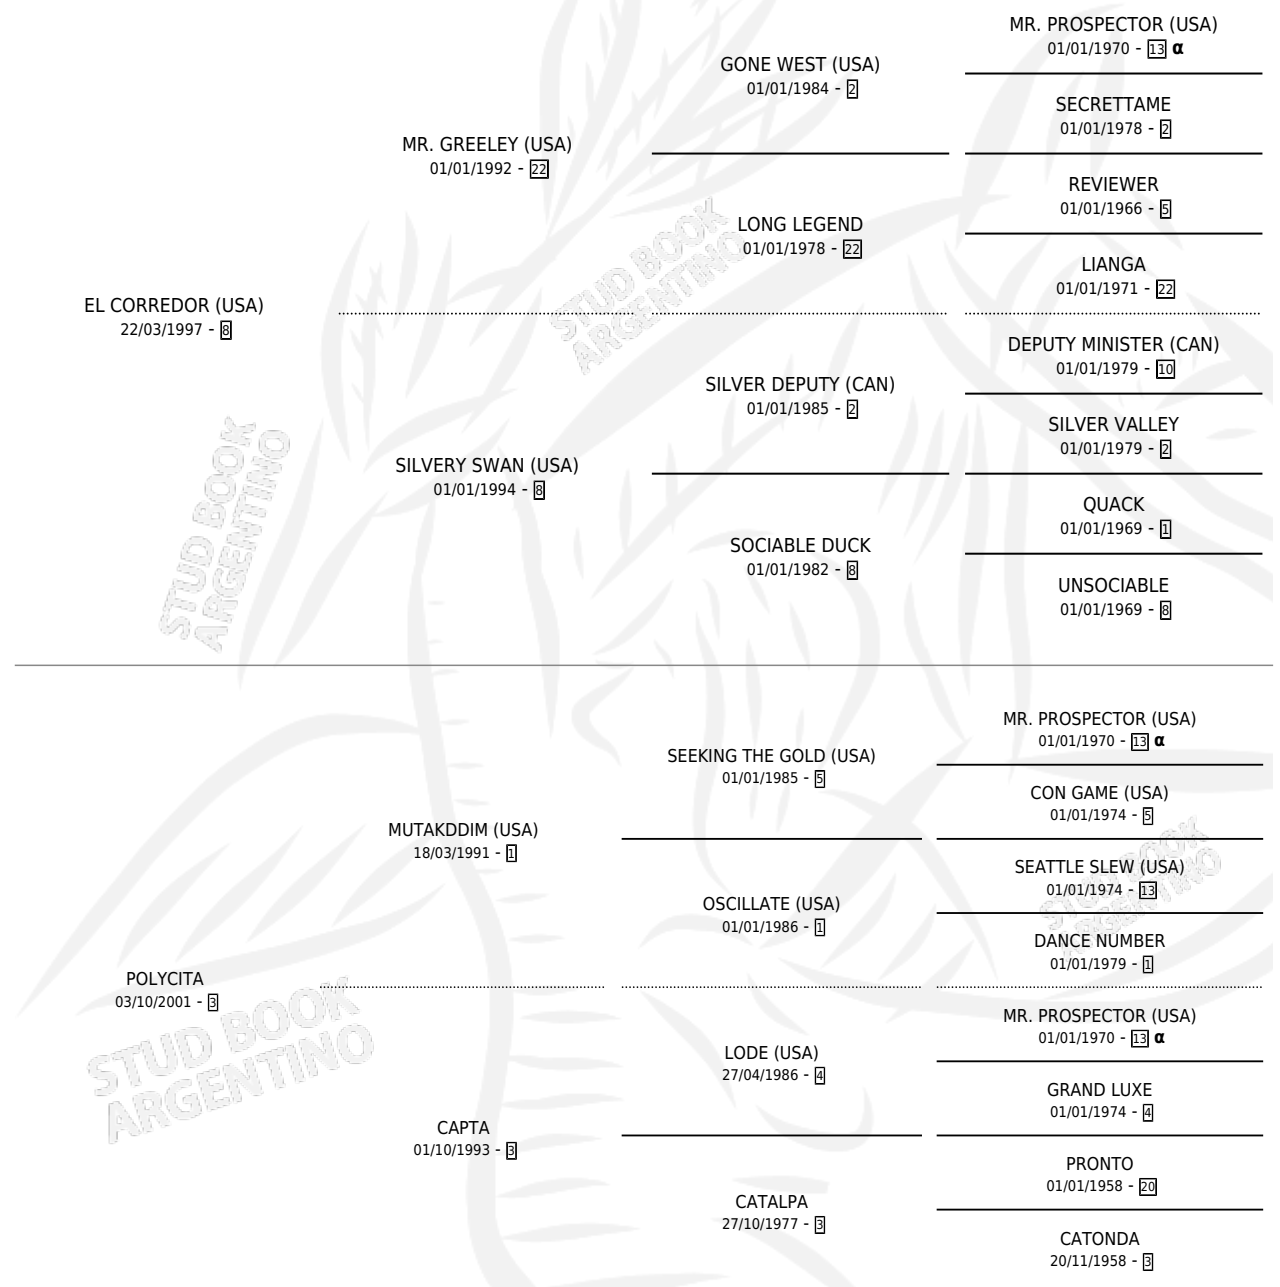 MR. PROSPECTOR (USA)
01/01/1970 - 13 α
GONE WEST (USA)
01/01/1984 - 2
SECRETTAME
01/01/1978 - 2
MR. GREELEY (USA)
01/01/1992 - 22
REVIEWER
01/01/1966 - 5
LONG LEGEND
01/01/1978 - 22
LIANGA
01/01/1971 - 22
EL CORREDOR (USA)
22/03/1997 - 8
STUD BOOK
ARGENTINO
DEPUTY MINISTER (CAN)
01/01/1979 - 10
SILVER DEPUTY (CAN)
01/01/1985 - 2
SILVER VALLEY
01/01/1979 - 2
SILVERY SWAN (USA)
01/01/1994 - 8
QUACK
01/01/1969 - 1
SOCIABLE DUCK
01/01/1982 - 8
UNSOCIABLE
01/01/1969 - 8
STUD BOOK
ARGENTINO
MR. PROSPECTOR (USA)
01/01/1970 - 13 α
SEEKING THE GOLD (USA)
01/01/1985 - 5
CON GAME (USA)
01/01/1974 - 5
MUTAKDDIM (USA)
18/03/1991 - 1
SEATTLE SLEW (USA)
01/01/1974 - 13
OSCILLATE (USA)
01/01/1986 - 1
STUD BOOK
ARGENTINO
DANCE NUMBER
01/01/1979 - 1
POLYCITA
03/10/2001 - 3
MR. PROSPECTOR (USA)
01/01/1970 - 13 α
LODE (USA)
27/04/1986 - 4
GRAND LUXE
01/01/1974 - 4
STUD BOOK
ARGENTINO
CAPTA
01/10/1993 - 3
PRONTO
01/01/1958 - 20
CATALPA
27/10/1977 - 3
CATONDA
20/11/1958 - 3